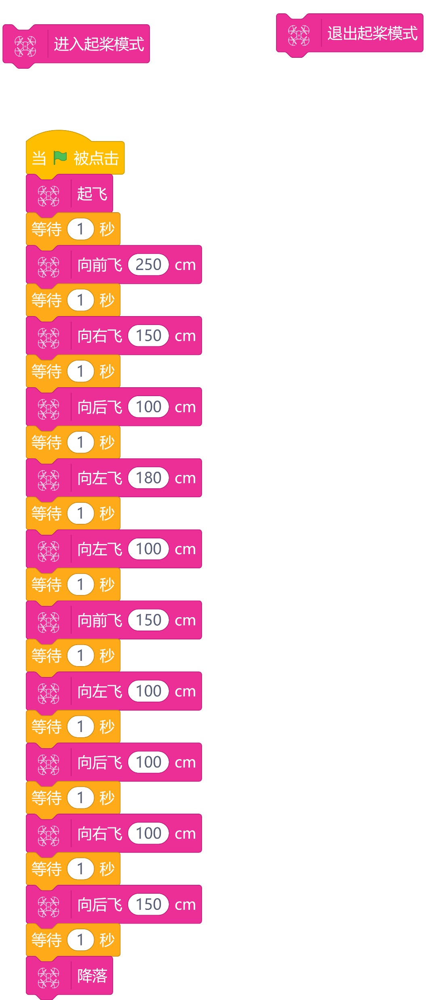 进入起桨模式
退出起桨模式
当 被点击
起飞
等待 1 秒
向前飞 250 cm
等待 1 秒
向右飞 150 cm
等待 1 秒
向后飞 100 cm
等待 1 秒
向左飞 180 cm
等待 1 秒
向左飞 100 cm
等待 1 秒
向前飞 150 cm
等待 1 秒
向左飞 100 cm
等待 1 秒
向后飞 100 cm
等待 1 秒
向右飞 100 cm
等待 1 秒
向后飞 150 cm
等待 1 秒
降落